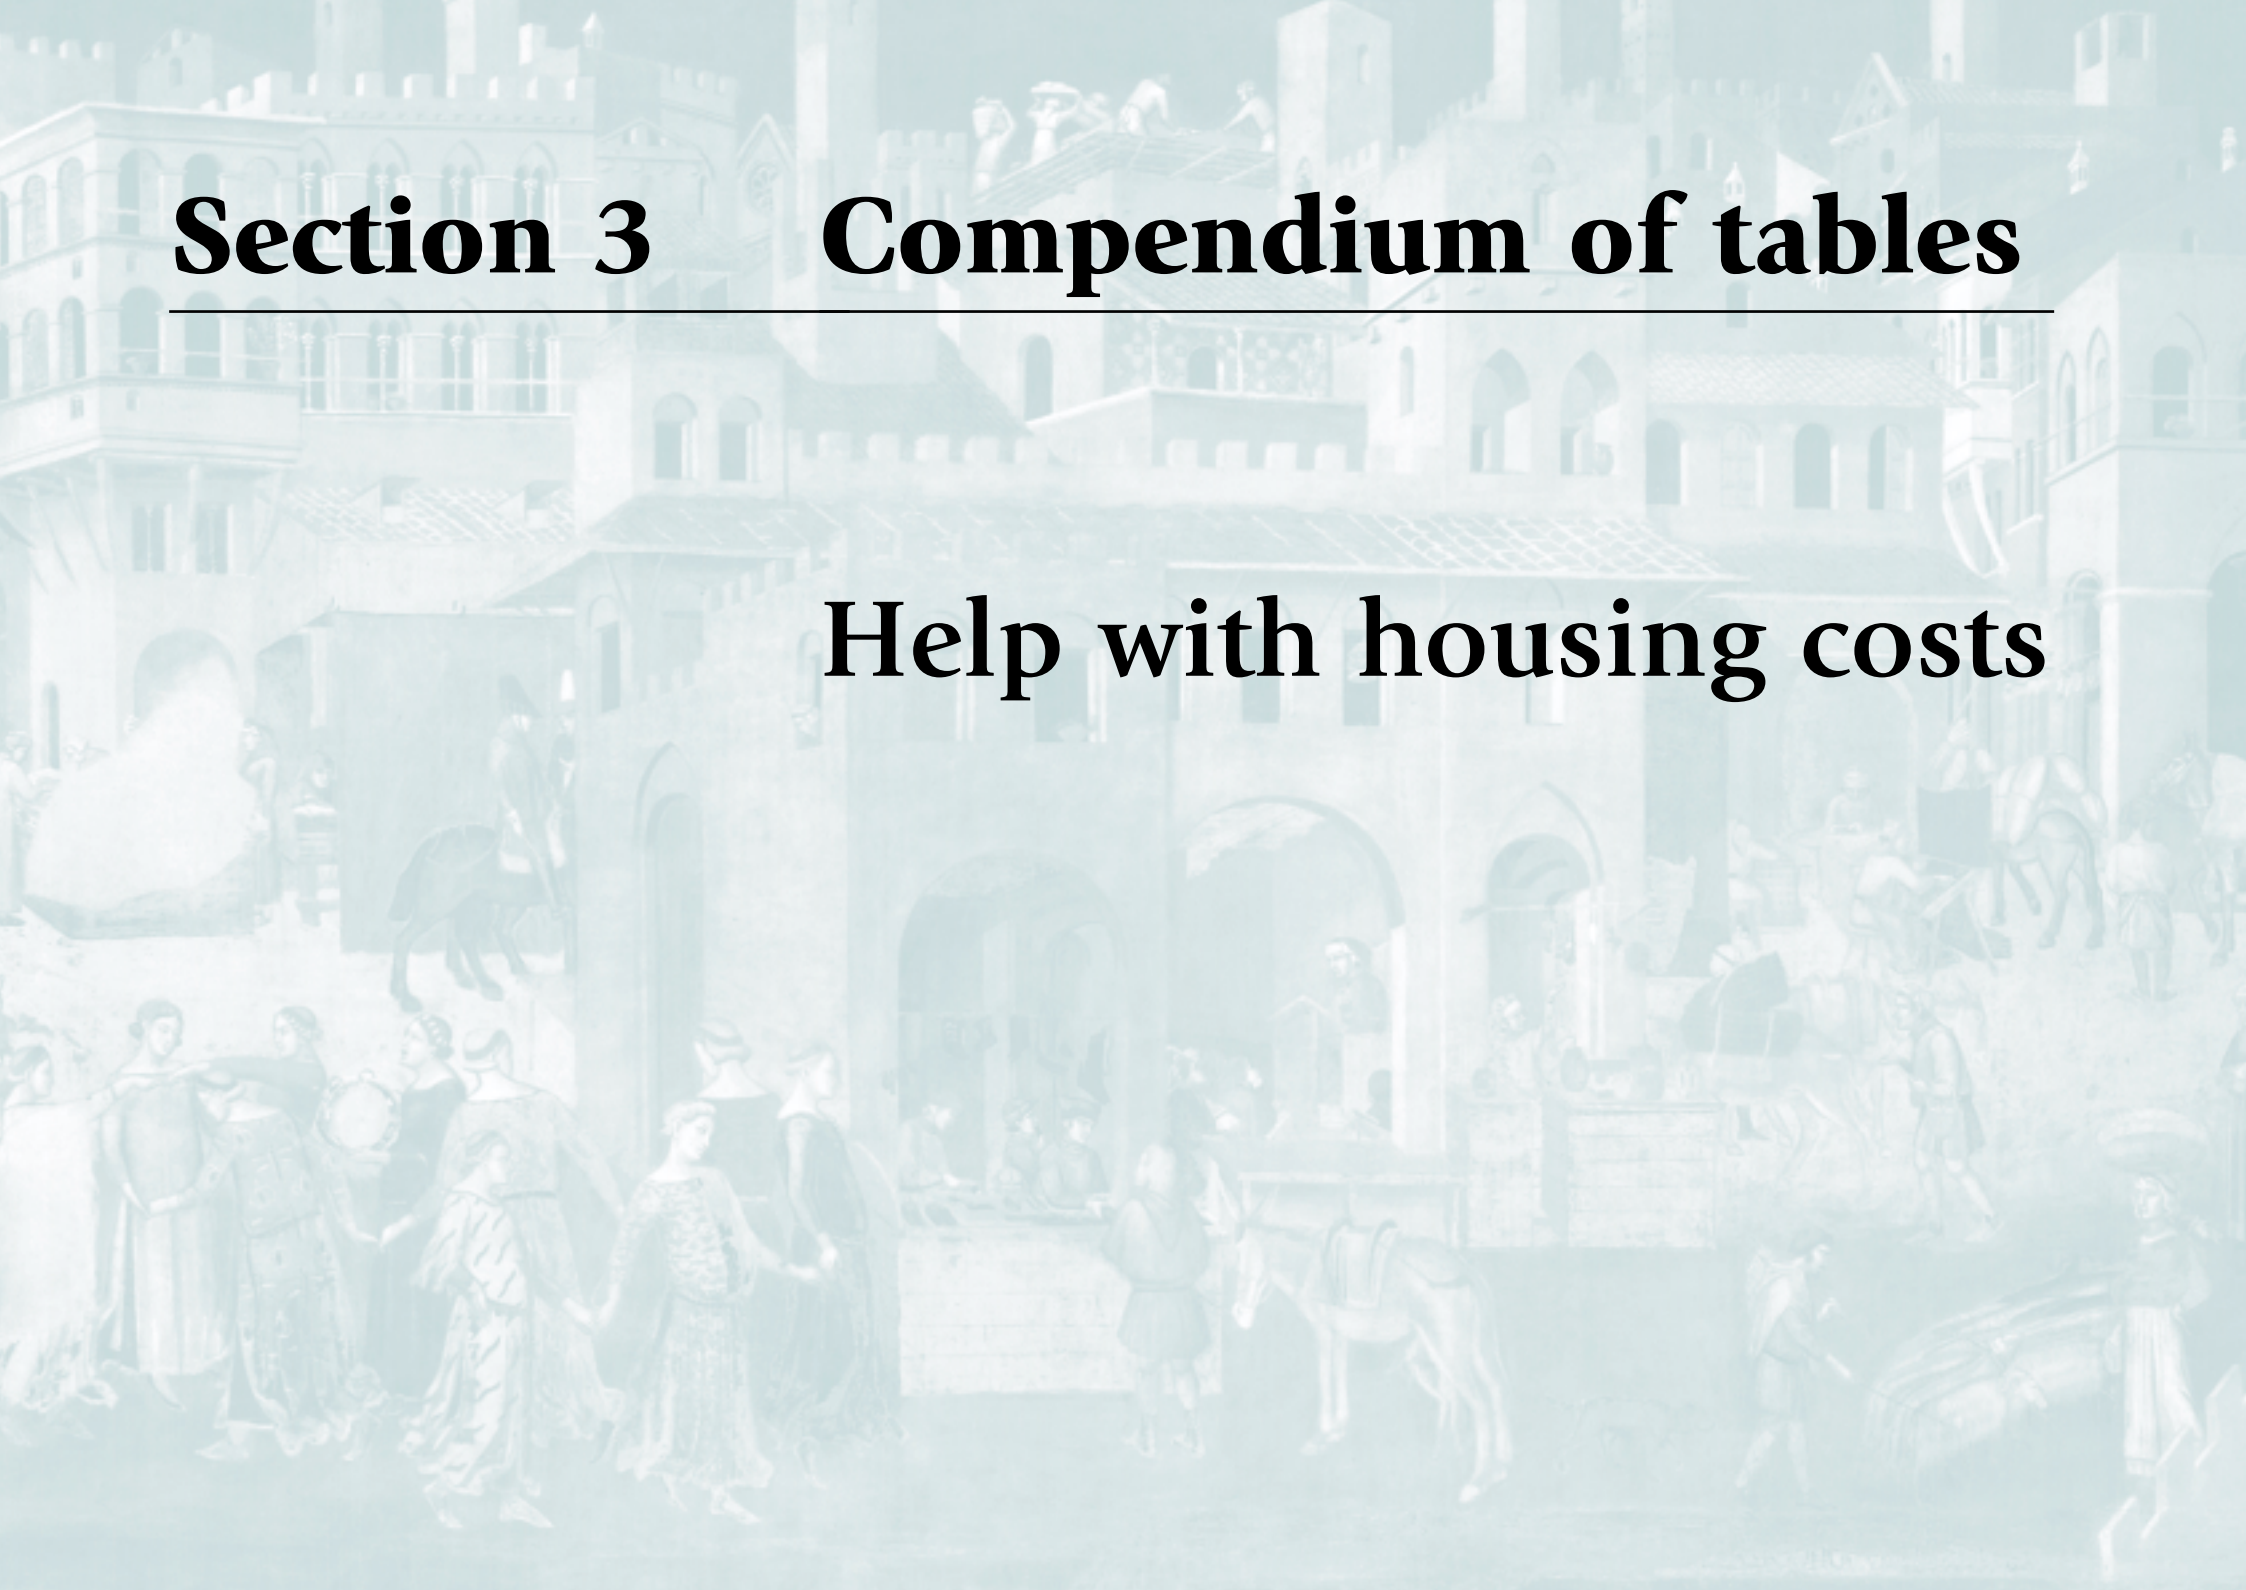 Section 3 Compendium of tables
Help with housing costs